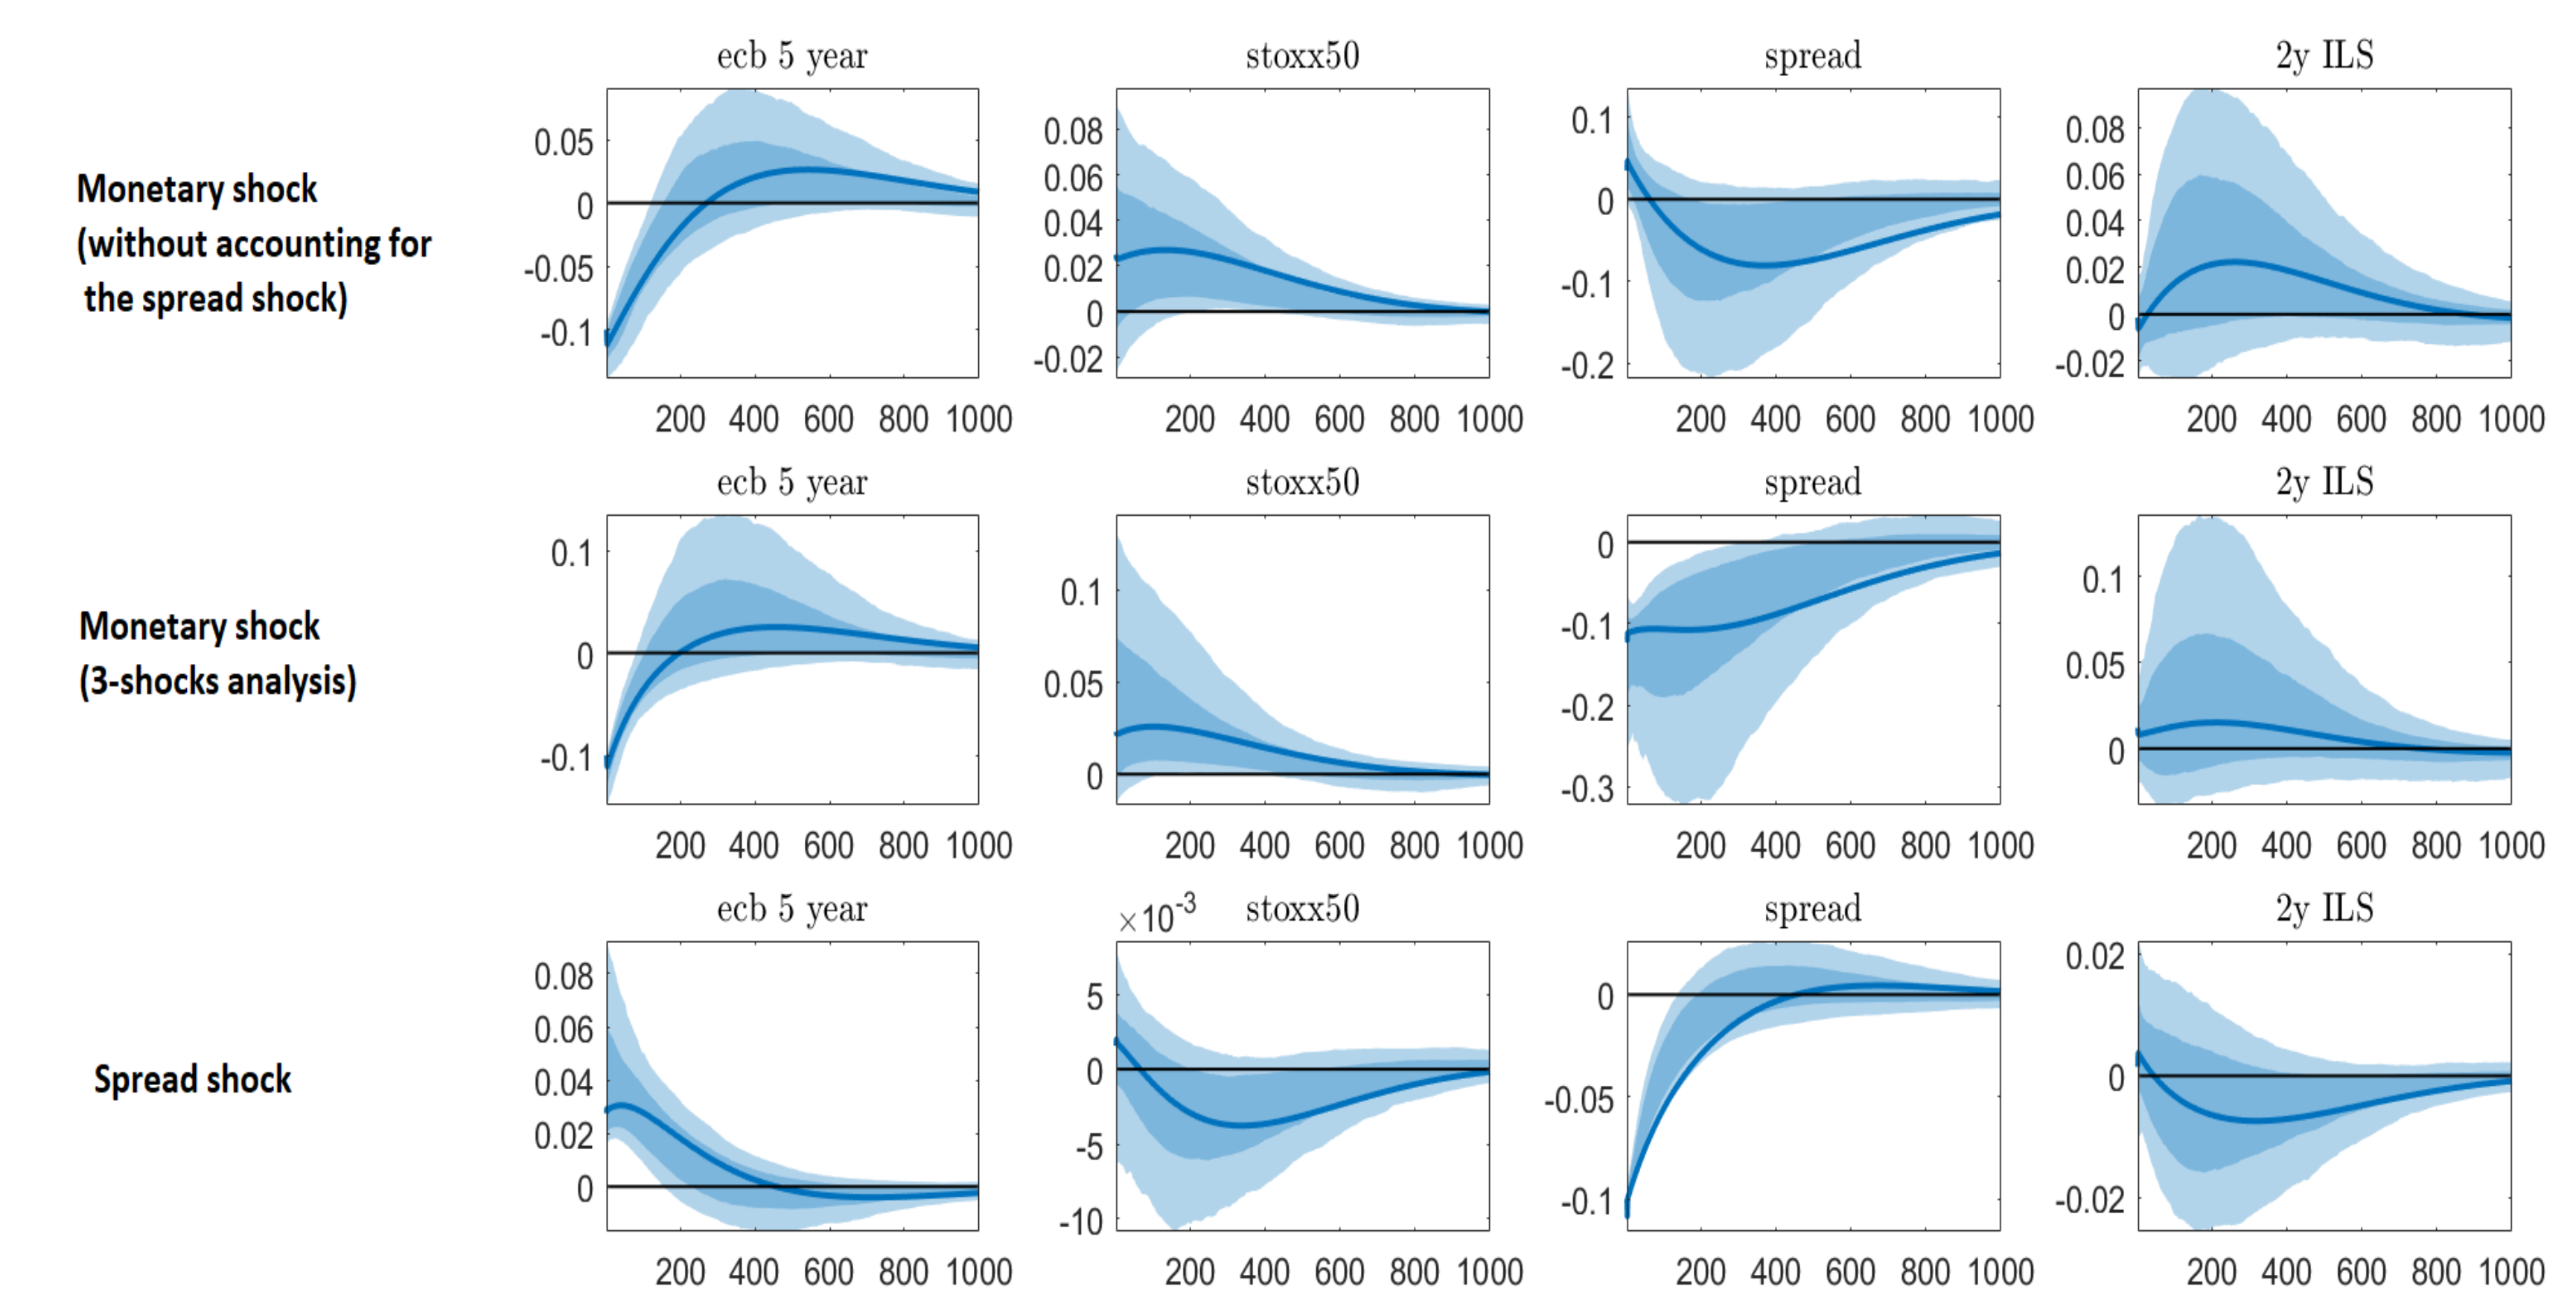 ecb 5 year
stoxx50
spread
2y ILS
Monetary shock
(without accounting for
the spread shock)
0.05
0
-0.05
-0.1
200 400 600 800 1000
0.08
0.06
0.04
0.02
0
-0.02
200 400 600 800 1000
0.1
0
-0.1
-0.2
200 400 600 800 1000
0.08
0.06
0.04
0.02
0
-0.02
200 400 600 800 1000
ecb 5 year
stoxx50
spread
2y ILS
Monetary shock
(3-shocks analysis)
0.1
0
-0.1
200 400 600 800 1000
0.1
0.05
0
200 400 600 800 1000
0
-0.1
-0.2
-0.3
200 400 600 800 1000
0.1
0.05
0
200 400 600 800 1000
ecb 5 year
×10⁻³ stoxx50
spread
2y ILS
Spread shock
0.08
0.06
0.04
0.02
0
200 400 600 800 1000
5
0
-5
-10
200 400 600 800 1000
0
-0.05
-0.1
200 400 600 800 1000
0.02
0
-0.02
200 400 600 800 1000